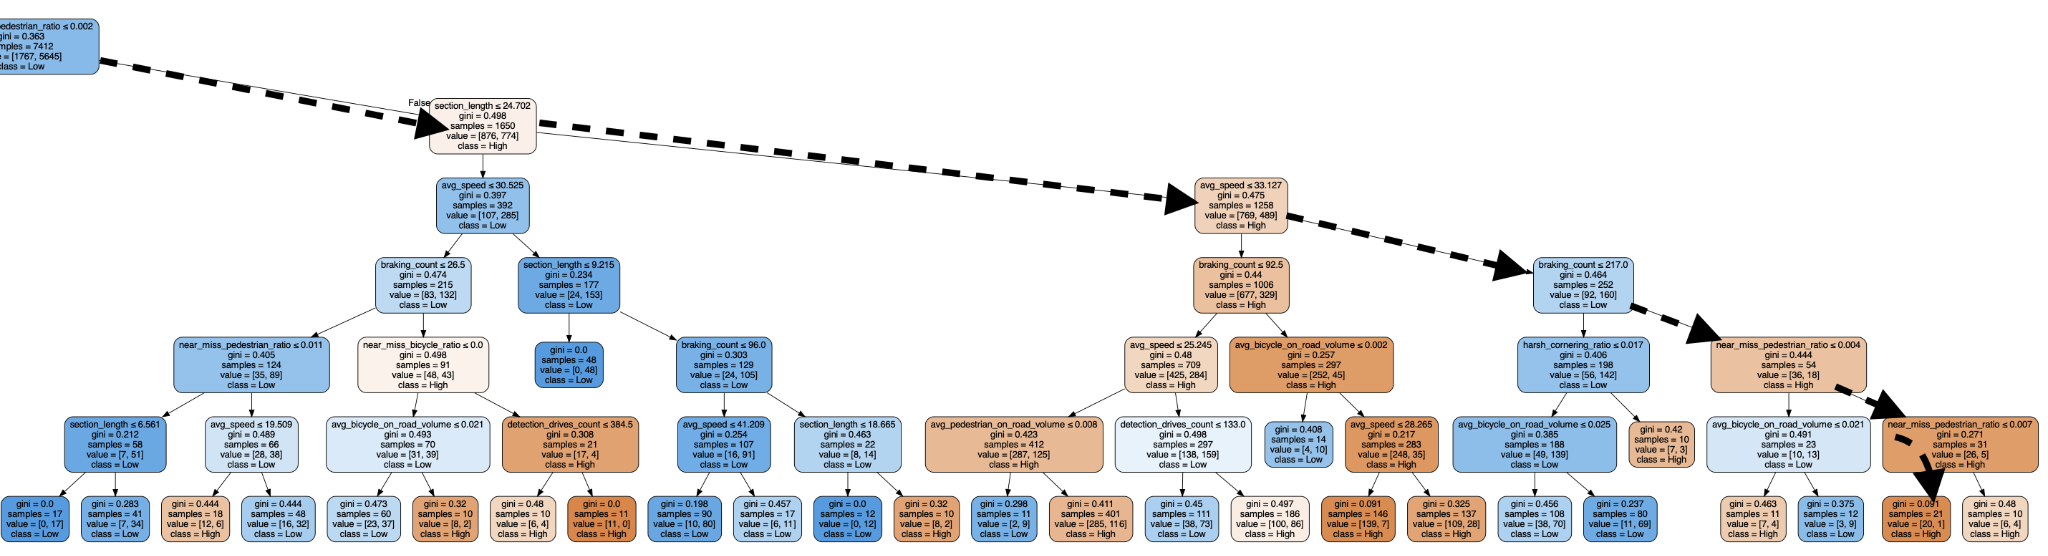 edestrian_ratio ≤ 0.002
gini = 0.363
mples = 7412
= [1767, 5645]
lass = Low
False
section_length ≤ 24.702
gini = 0.498
samples = 1650
value = [876, 774]
class = High
avg_speed ≤ 30.525
gini = 0.397
samples = 392
value = [107, 285]
class = Low
avg_speed ≤ 33.127
gini = 0.475
samples = 1258
value = [769, 489]
class = High
braking_count ≤ 26.5
gini = 0.474
samples = 215
value = [83, 132]
class = Low
section_length ≤ 9.215
gini = 0.234
samples = 177
value = [24, 153]
class = Low
braking_count ≤ 92.5
gini = 0.44
samples = 1006
value = [677, 329]
class = High
braking_count ≤ 217.0
gini = 0.464
samples = 252
value = [92, 160]
class = Low
near_miss_pedestrian_ratio ≤ 0.011
gini = 0.405
samples = 124
value = [35, 89]
class = Low
near_miss_bicycle_ratio ≤ 0.0
gini = 0.498
samples = 91
value = [48, 43]
class = High
gini = 0.0
samples = 48
value = [0, 48]
class = Low
braking_count ≤ 96.0
gini = 0.303
samples = 129
value = [24, 105]
class = Low
avg_speed ≤ 25.245
gini = 0.48
samples = 709
value = [425, 284]
class = High
avg_bicycle_on_road_volume ≤ 0.002
gini = 0.257
samples = 297
value = [252, 45]
class = High
harsh_cornering_ratio ≤ 0.017
gini = 0.406
samples = 198
value = [56, 142]
class = Low
near_miss_pedestrian_ratio ≤ 0.004
gini = 0.444
samples = 54
value = [36, 18]
class = High
section_length ≤ 6.561
gini = 0.212
samples = 58
value = [7, 51]
class = Low
avg_speed ≤ 19.509
gini = 0.489
samples = 66
value = [28, 38]
class = Low
avg_bicycle_on_road_volume ≤ 0.021
gini = 0.493
samples = 70
value = [31, 39]
class = Low
detection_drives_count ≤ 384.5
gini = 0.308
samples = 21
value = [17, 4]
class = High
avg_speed ≤ 41.209
gini = 0.254
samples = 107
value = [16, 91]
class = Low
section_length ≤ 18.665
gini = 0.463
samples = 22
value = [8, 14]
class = Low
avg_pedestrian_on_road_volume ≤ 0.008
gini = 0.423
samples = 412
value = [287, 125]
class = High
detection_drives_count ≤ 133.0
gini = 0.498
samples = 297
value = [138, 159]
class = Low
gini = 0.408
samples = 14
value = [4, 10]
class = Low
avg_speed ≤ 28.265
gini = 0.217
samples = 283
value = [248, 35]
class = High
avg_bicycle_on_road_volume ≤ 0.025
gini = 0.385
samples = 188
value = [49, 139]
class = Low
gini = 0.42
samples = 10
value = [7, 3]
class = High
avg_bicycle_on_road_volume ≤ 0.021
gini = 0.491
samples = 23
value = [10, 13]
class = Low
near_miss_pedestrian_ratio ≤ 0.007
gini = 0.271
samples = 31
value = [26, 5]
class = High
gini = 0.0
samples = 17
value = [0, 17]
class = Low
gini = 0.283
samples = 41
value = [7, 34]
class = Low
gini = 0.444
samples = 18
value = [12, 6]
class = High
gini = 0.444
samples = 48
value = [16, 32]
class = Low
gini = 0.473
samples = 60
value = [23, 37]
class = Low
gini = 0.32
samples = 10
value = [8, 2]
class = High
gini = 0.48
samples = 10
value = [6, 4]
class = High
gini = 0.0
samples = 11
value = [11, 0]
class = High
gini = 0.198
samples = 90
value = [10, 80]
class = Low
gini = 0.457
samples = 17
value = [6, 11]
class = Low
gini = 0.0
samples = 12
value = [0, 12]
class = Low
gini = 0.32
samples = 10
value = [8, 2]
class = High
gini = 0.298
samples = 11
value = [2, 9]
class = Low
gini = 0.411
samples = 401
value = [285, 116]
class = High
gini = 0.45
samples = 111
value = [38, 73]
class = Low
gini = 0.497
samples = 186
value = [100, 86]
class = High
gini = 0.091
samples = 146
value = [139, 7]
class = High
gini = 0.325
samples = 137
value = [109, 28]
class = High
gini = 0.456
samples = 108
value = [38, 70]
class = Low
gini = 0.237
samples = 80
value = [11, 69]
class = Low
gini = 0.463
samples = 11
value = [7, 4]
class = High
gini = 0.375
samples = 12
value = [3, 9]
class = Low
gini = 0.091
samples = 21
value = [20, 1]
class = High
gini = 0.48
samples = 10
value = [6, 4]
class = High